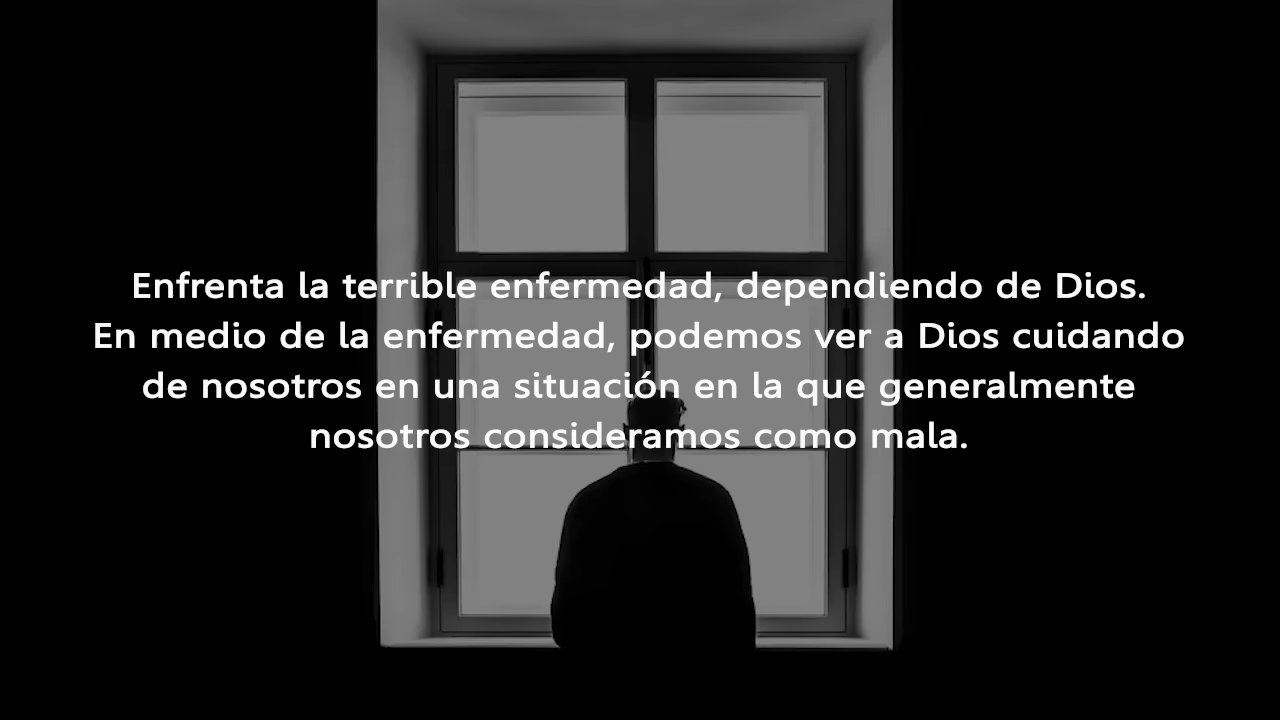 Enfrenta la terrible enfermedad, dependiendo de Dios.
En medio de la enfermedad, podemos ver a Dios cuidando
de nosotros en una situación en la que generalmente
nosotros consideramos como mala.